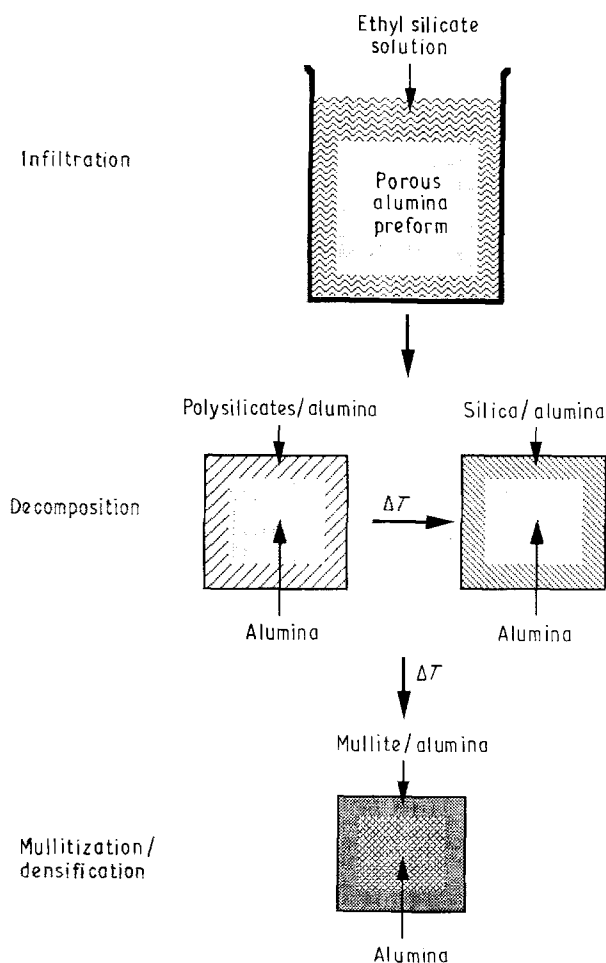 Ethyl silicate
solution
Infiltration
Porous
alumina
preform
Polysilicates/alumina
Silica/alumina
Decomposition
ΔT
Alumina
Alumina
ΔT
Mullite/alumina
Mullitization/
densification
Alumina